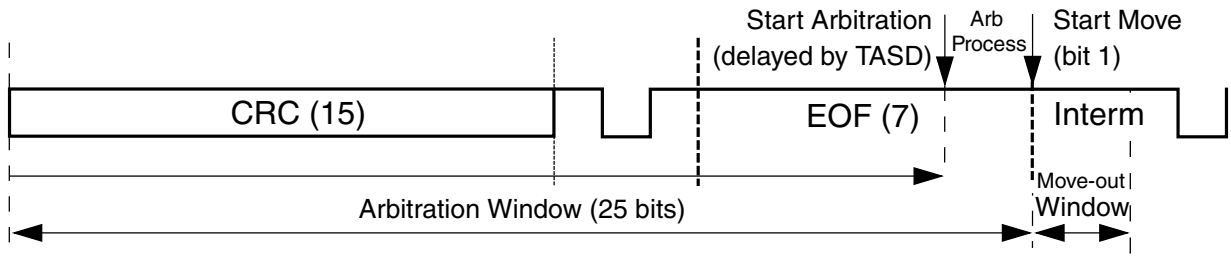 Start Arbitration
(delayed by TASD)
Arb
Process
Start Move
(bit 1)
CRC (15)
EOF (7)
Interm
Move-out
Window
Arbitration Window (25 bits)